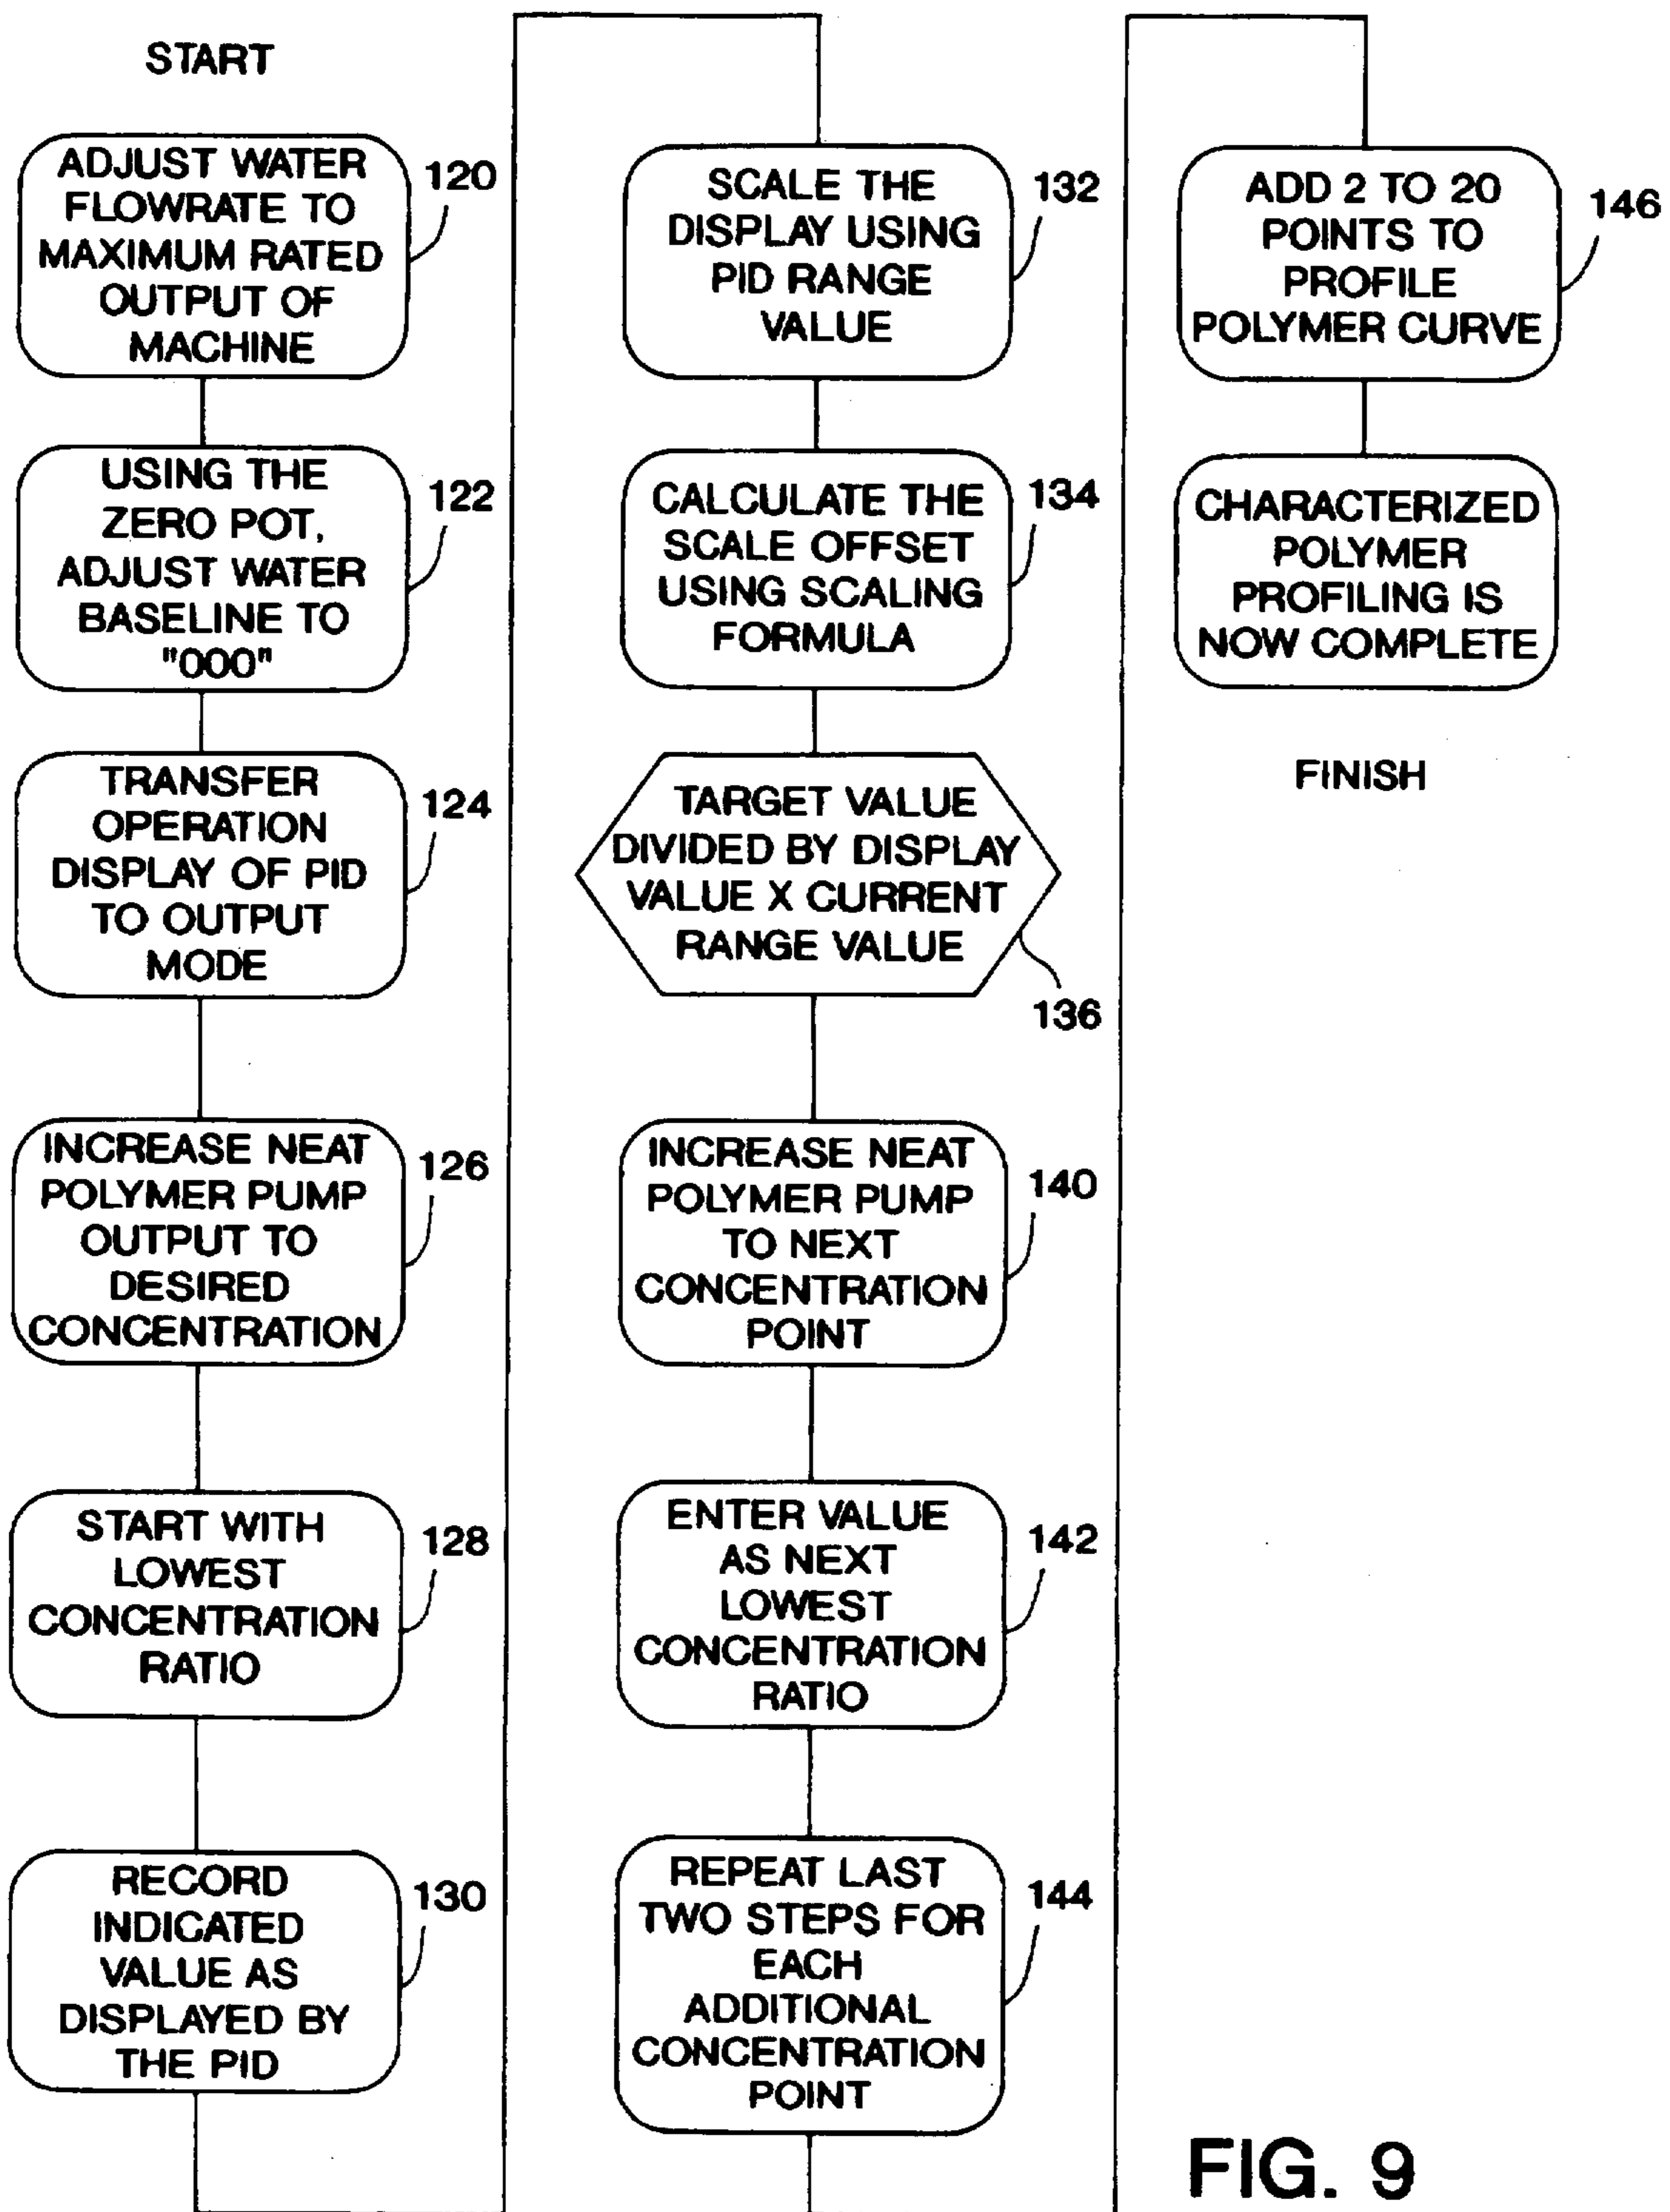 START
ADJUST WATER
FLOWRATE TO
MAXIMUM RATED
OUTPUT OF
MACHINE
120
USING THE
ZERO POT,
ADJUST WATER
BASELINE TO
"000"
122
TRANSFER
OPERATION
DISPLAY OF PID
TO OUTPUT
MODE
124
INCREASE NEAT
POLYMER PUMP
OUTPUT TO
DESIRED
CONCENTRATION
126
START WITH
LOWEST
CONCENTRATION
RATIO
128
RECORD
INDICATED
VALUE AS
DISPLAYED BY
THE PID
130
SCALE THE
DISPLAY USING
PID RANGE
VALUE
132
CALCULATE THE
SCALE OFFSET
USING SCALING
FORMULA
134
TARGET VALUE
DIVIDED BY DISPLAY
VALUE X CURRENT
RANGE VALUE
136
INCREASE NEAT
POLYMER PUMP
TO NEXT
CONCENTRATION
POINT
140
ENTER VALUE
AS NEXT
LOWEST
CONCENTRATION
RATIO
142
REPEAT LAST
TWO STEPS FOR
EACH
ADDITIONAL
CONCENTRATION
POINT
144
ADD 2 TO 20
POINTS TO
PROFILE
POLYMER CURVE
146
CHARACTERIZED
POLYMER
PROFILING IS
NOW COMPLETE
FINISH
FIG. 9